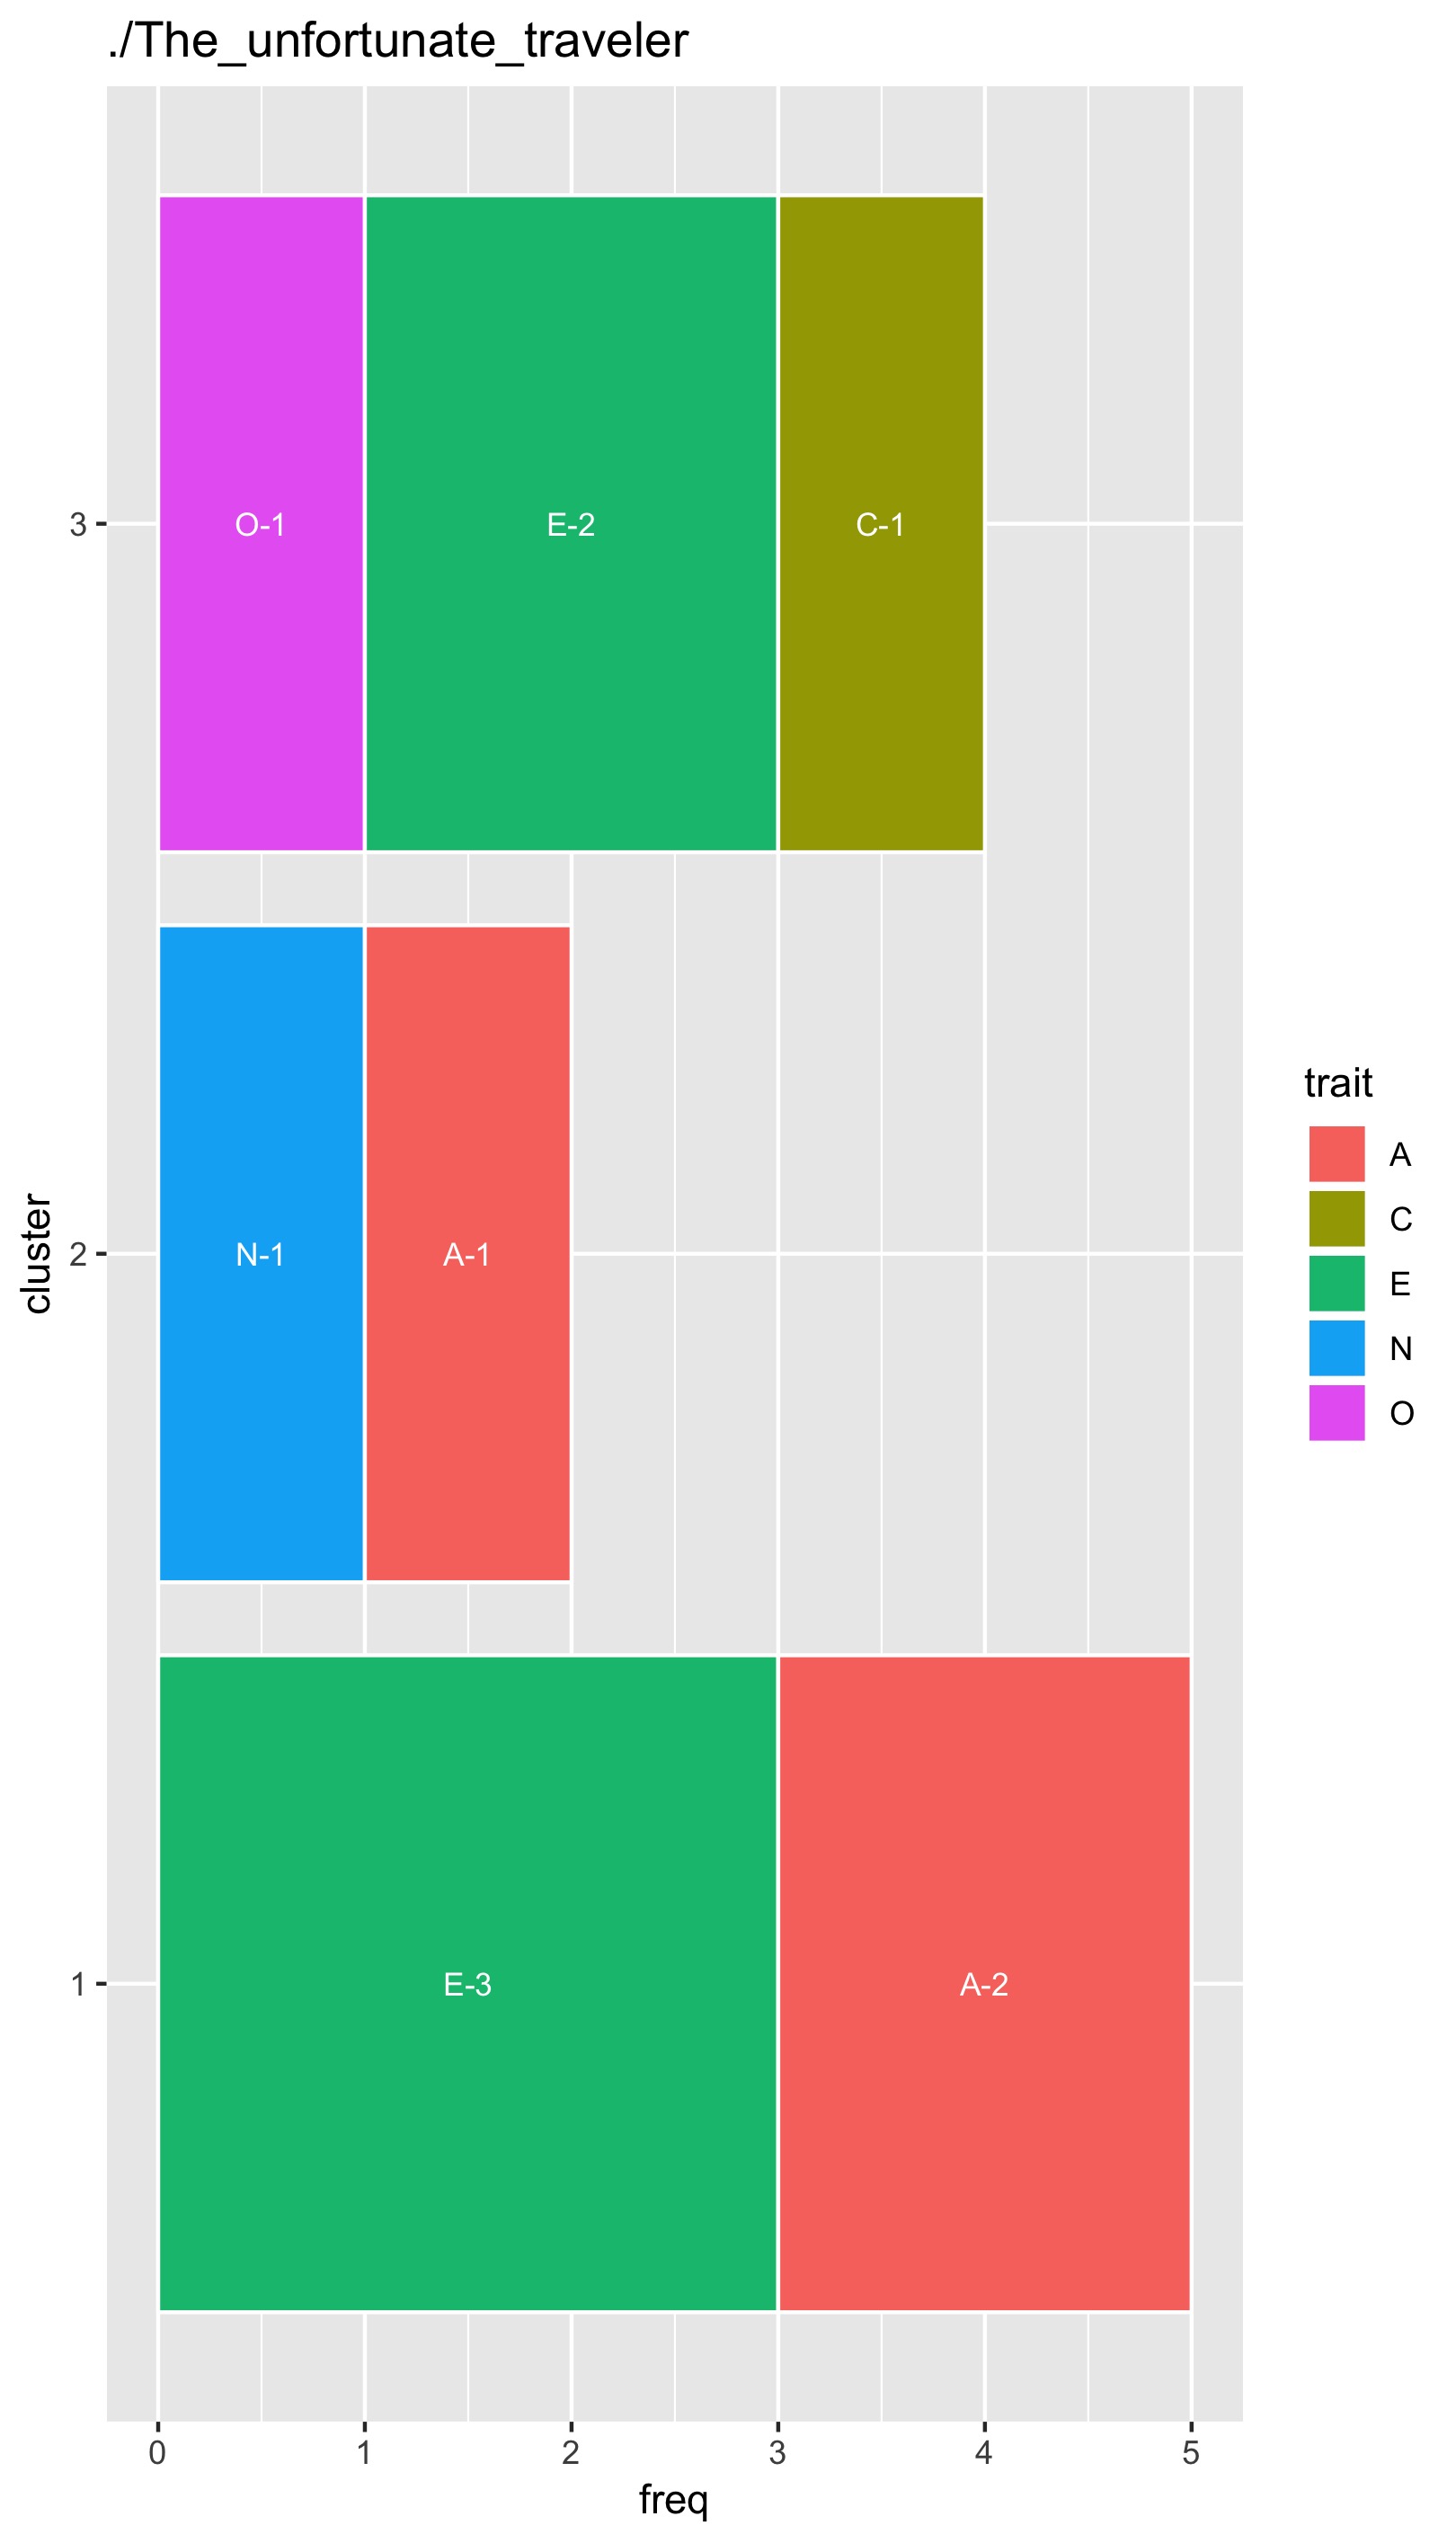 ./The_unfortunate_traveler
3
O-1 E-2 C-1
cluster
2
N-1 A-1
1
E-3 A-2
0 1 2 3 4 5
freq
trait
A
C
E
N
O